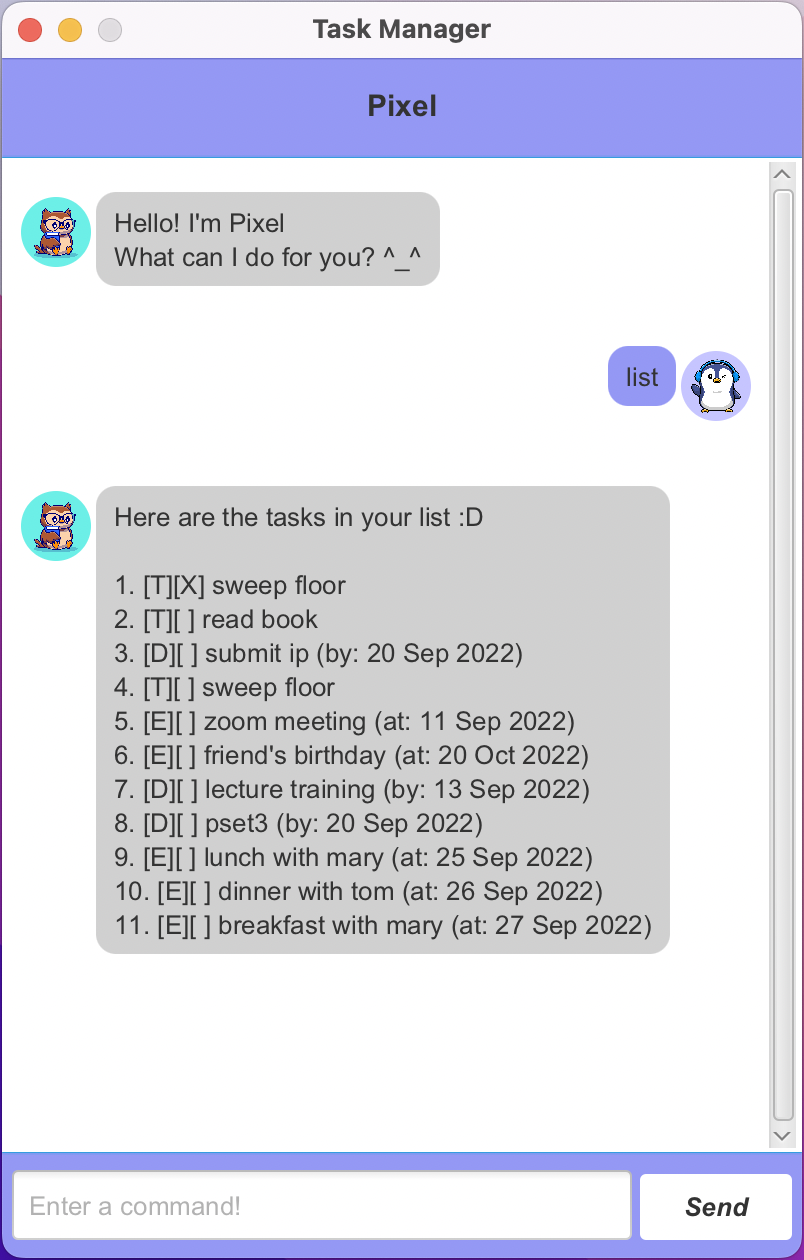 Task Manager
Pixel
Hello! I'm Pixel
What can I do for you? ^_^
list
Here are the tasks in your list :D
1. [T][X] sweep floor
2. [T][ ] read book
3. [D][ ] submit ip (by: 20 Sep 2022)
4. [T][ ] sweep floor
5. [E][ ] zoom meeting (at: 11 Sep 2022)
6. [E][ ] friend's birthday (at: 20 Oct 2022)
7. [D][ ] lecture training (by: 13 Sep 2022)
8. [D][ ] pset3 (by: 20 Sep 2022)
9. [E][ ] lunch with mary (at: 25 Sep 2022)
10. [E][ ] dinner with tom (at: 26 Sep 2022)
11. [E][ ] breakfast with mary (at: 27 Sep 2022)
Enter a command!
Send